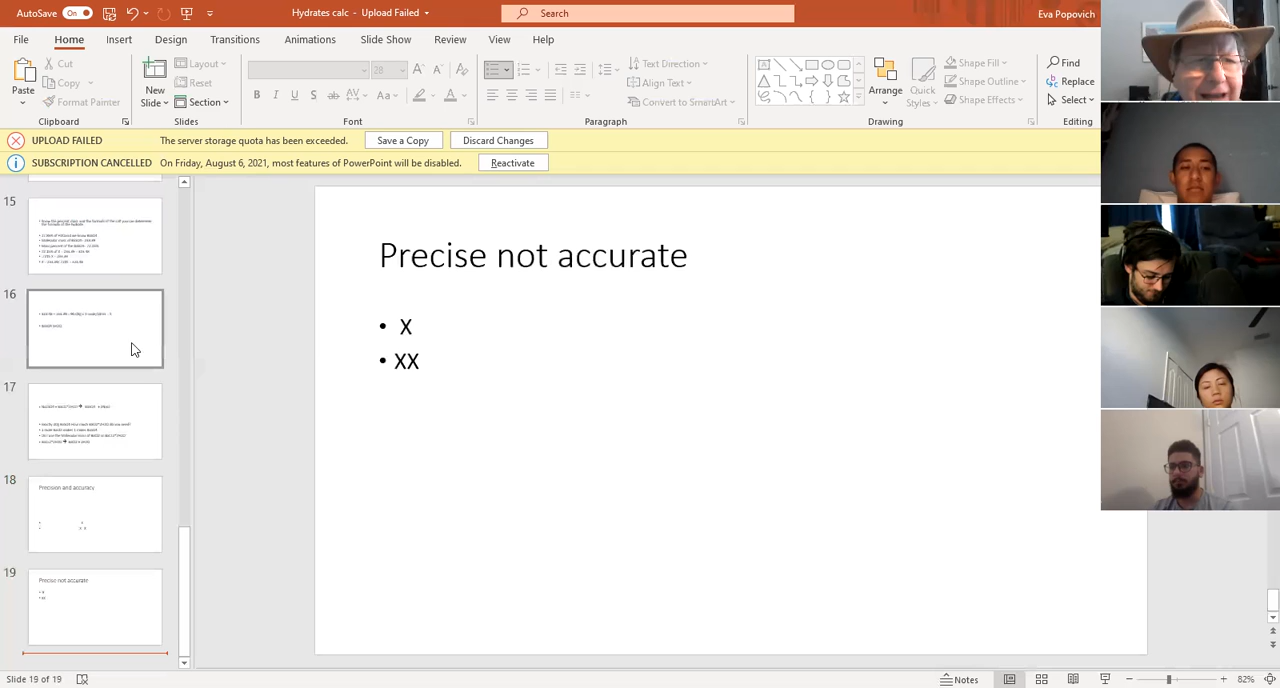 AutoSave On Hydrates calc - Upload Failed Search Eva Popovich
File Home Insert Design Transitions Animations Slide Show Review View Help
Paste Cut Copy Format Painter
New Slide Layout Reset Section
28
Text Direction Align Text Convert to SmartArt
Arrange Quick Styles Shape Fill Shape Outline Shape Effects
Find Replace Select
Clipboard Slides Font Paragraph Drawing Editing
UPLOAD FAILED The server storage quota has been exceeded. Save a Copy Discard Changes
SUBSCRIPTION CANCELLED On Friday, August 6, 2021, most features of PowerPoint will be disabled. Reactivate
15
16
17
18
Precision and accuracy
19
Precise not accurate
• X
• XX
Precise not accurate
• X
• XX
Slide 19 of 19 Notes 82%